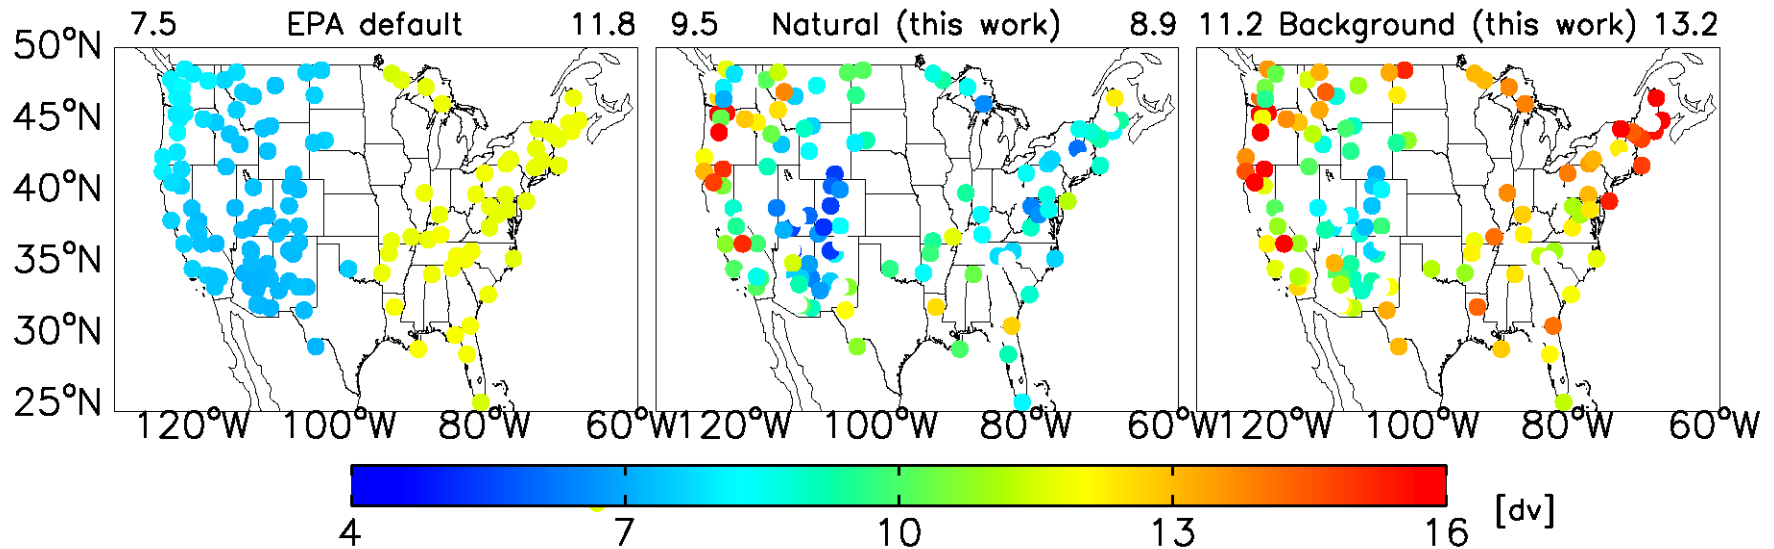 7.5 EPA default 11.8 9.5 Natural (this work) 8.9 11.2 Background (this work) 13.2
50°N
45°N
40°N
35°N
30°N
25°N
120°W 100°W 80°W 60°W 120°W 100°W 80°W 60°W 120°W 100°W 80°W 60°W
4 7 10 13 16 [dv]